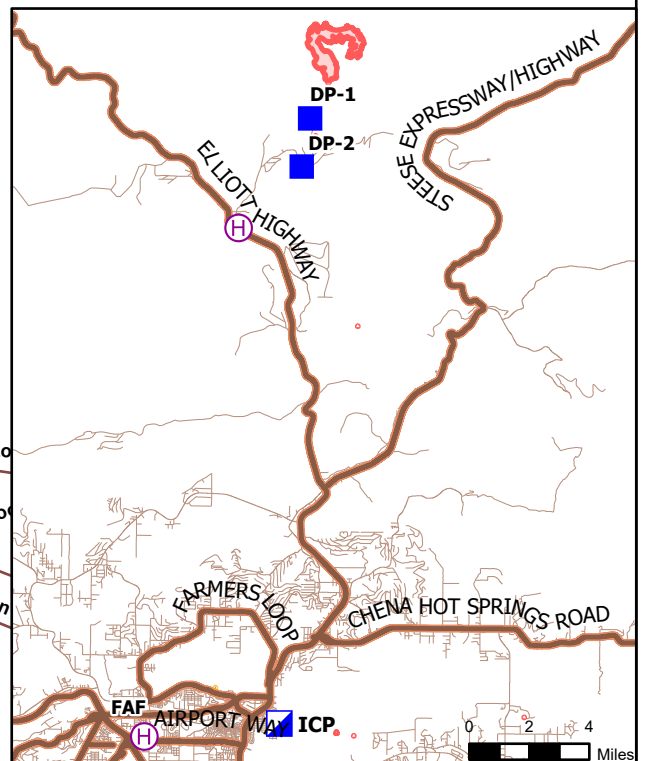 DP-1
DP-2
STEESE EXPRESSWAY/HIGHWAY
ELLIOTT HIGHWAY
H
FARMERS LOOP
CHENA HOT SPRINGS ROAD
FAF
AIRPORT WAY
ICP
H
0 2 4
Miles